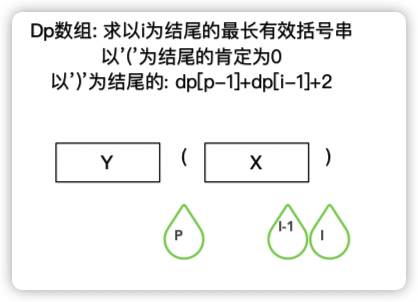 Dp数组: 求以i为结尾的最长有效括号串
以’(‘为结尾的肯定为0
以’)’为结尾的: dp[p-1]+dp[i-1]+2
Y ( X )
P I-1 I